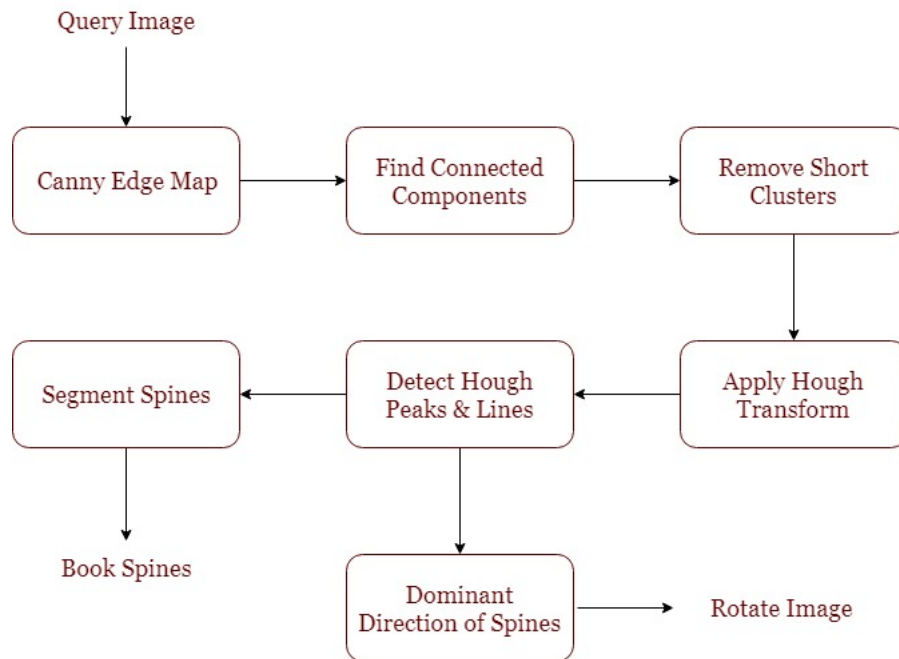 Query Image
Canny Edge Map
Find Connected
Components
Remove Short
Clusters
Segment Spines
Detect Hough
Peaks & Lines
Apply Hough
Transform
Book Spines
Dominant
Direction of Spines
Rotate Image